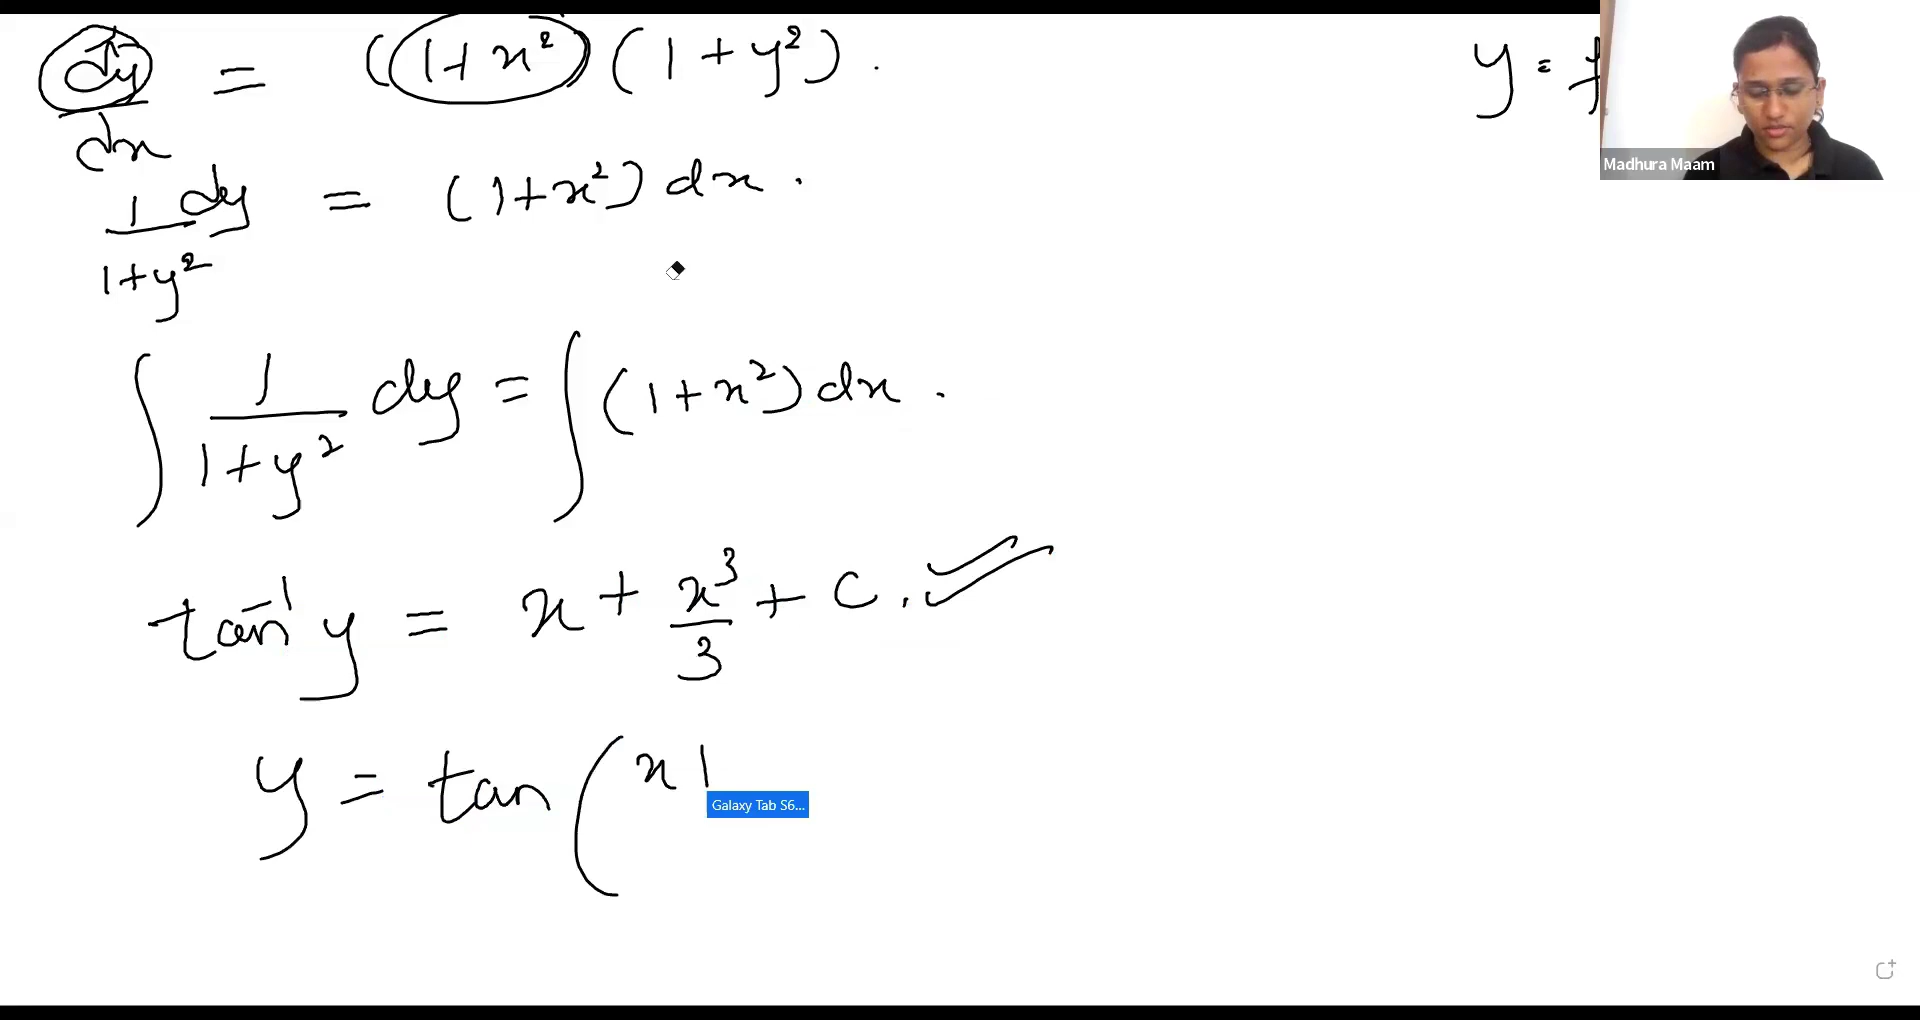 dy/dx = (1+x²)(1+y²).
y = f
Madhura Maam
1/(1+y²) dy = (1+x²) dx.
∫ 1/(1+y²) dy = ∫ (1+x²) dx.
tan⁻¹ y = x + x³/3 + c.
y = tan (x
Galaxy Tab S6...